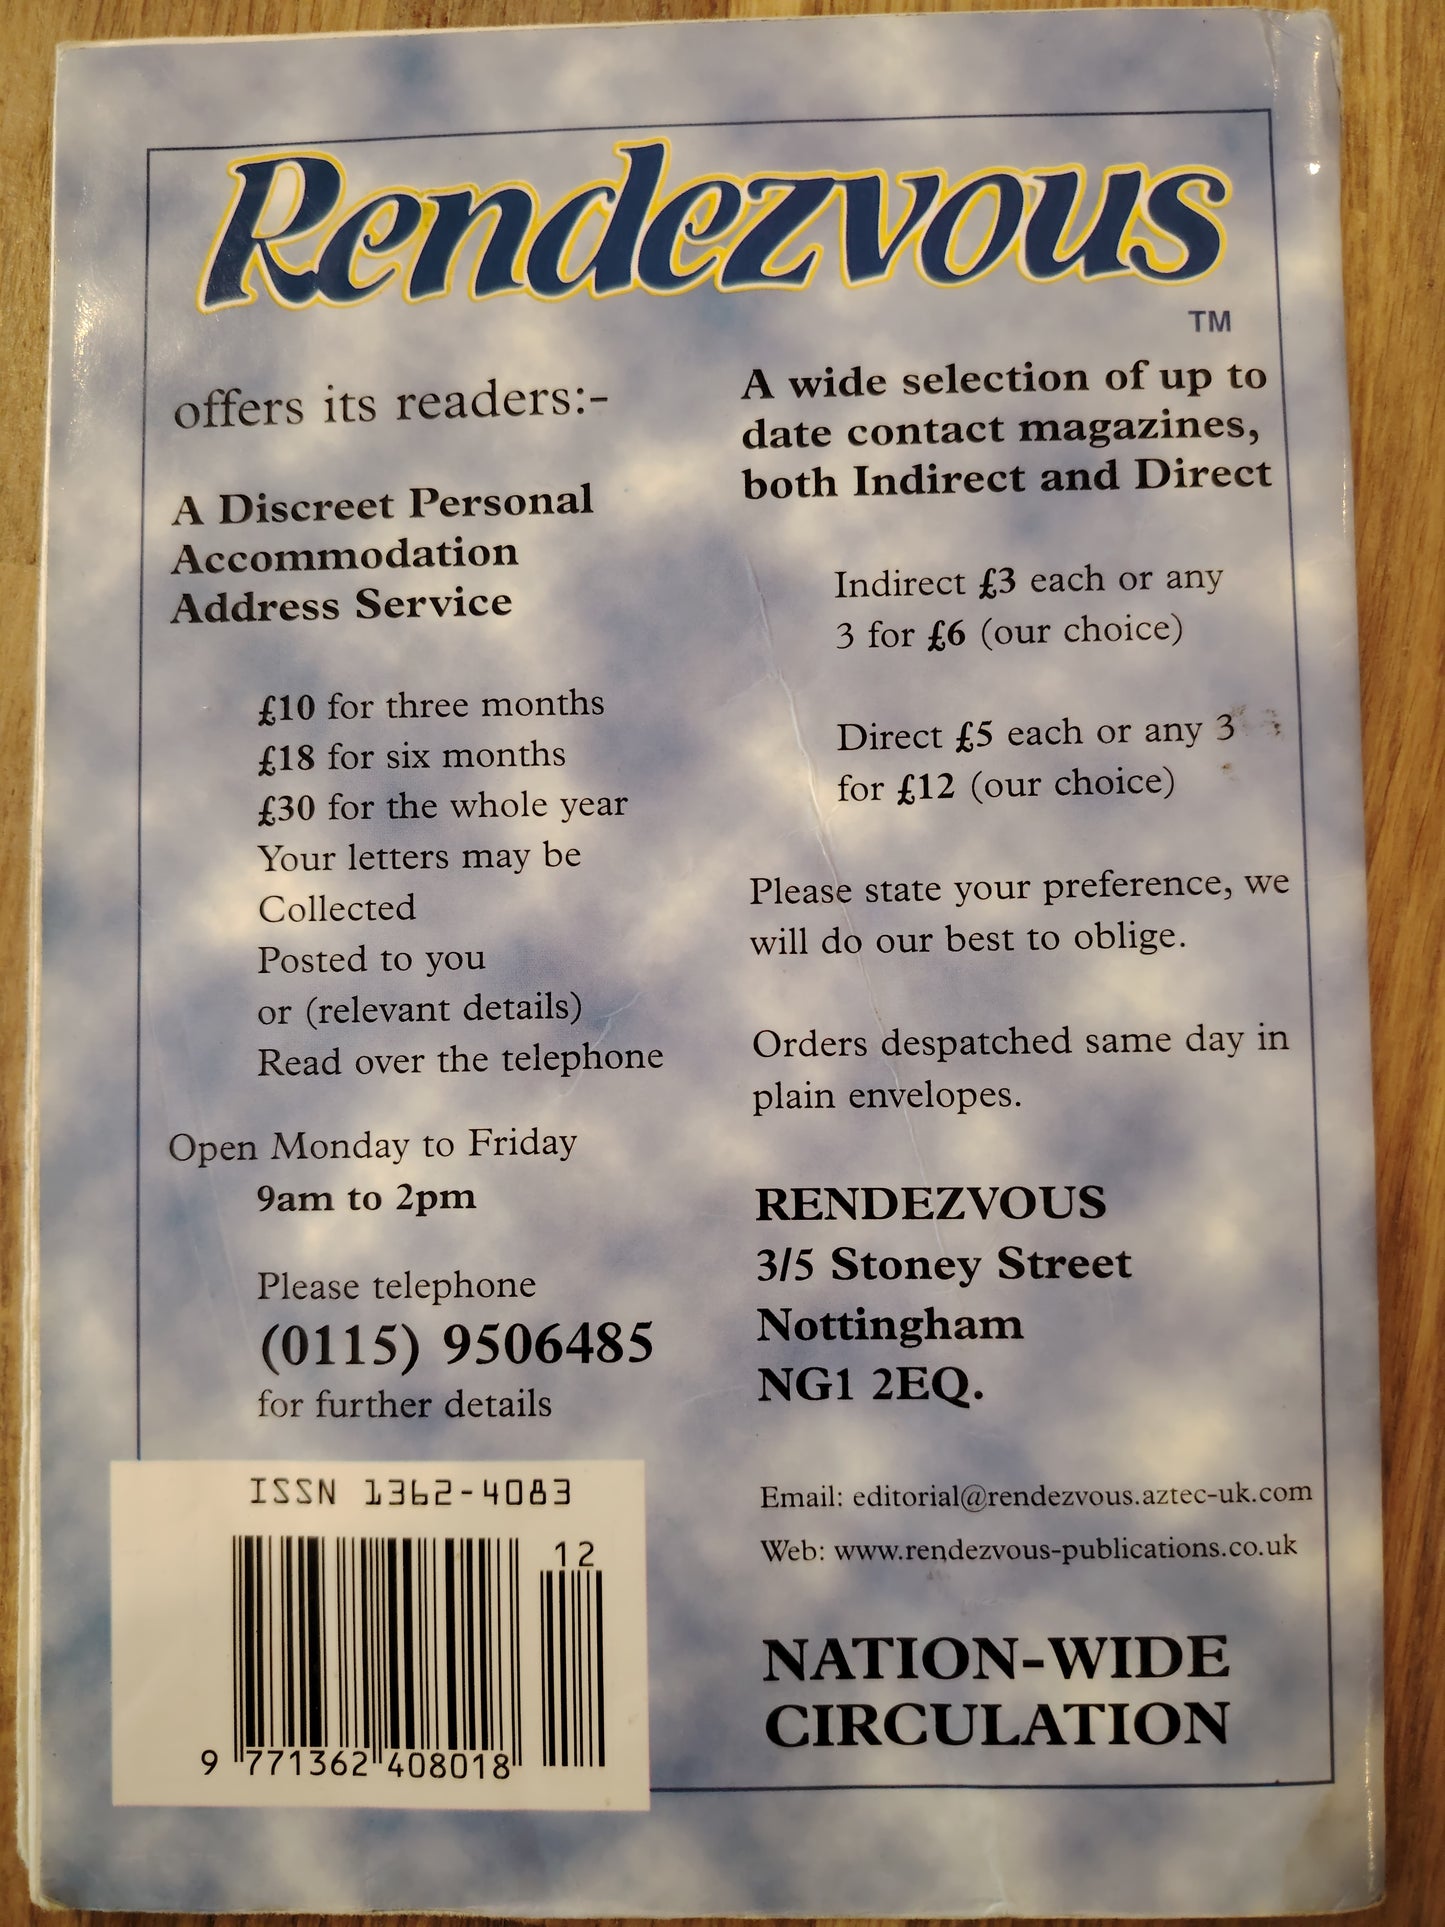 Rendezvous
TM
offers its readers:-
A Discreet Personal
Accommodation
Address Service
£10 for three months
£18 for six months
£30 for the whole year
Your letters may be
Collected
Posted to you
or (relevant details)
Read over the telephone
Open Monday to Friday
9am to 2pm
Please telephone
(0115) 9506485
for further details
A wide selection of up to
date contact magazines,
both Indirect and Direct
Indirect £3 each or any
3 for £6 (our choice)
Direct £5 each or any 3
for £12 (our choice)
Please state your preference, we
will do our best to oblige.
Orders despatched same day in
plain envelopes.
RENDEZVOUS
3/5 Stoney Street
Nottingham
NG1 2EQ.
Email: editorial@rendezvous.aztec-uk.com
Web: www.rendezvous-publications.co.uk
NATION-WIDE
CIRCULATION
ISSN 1362-4083
12
9 771362 408018